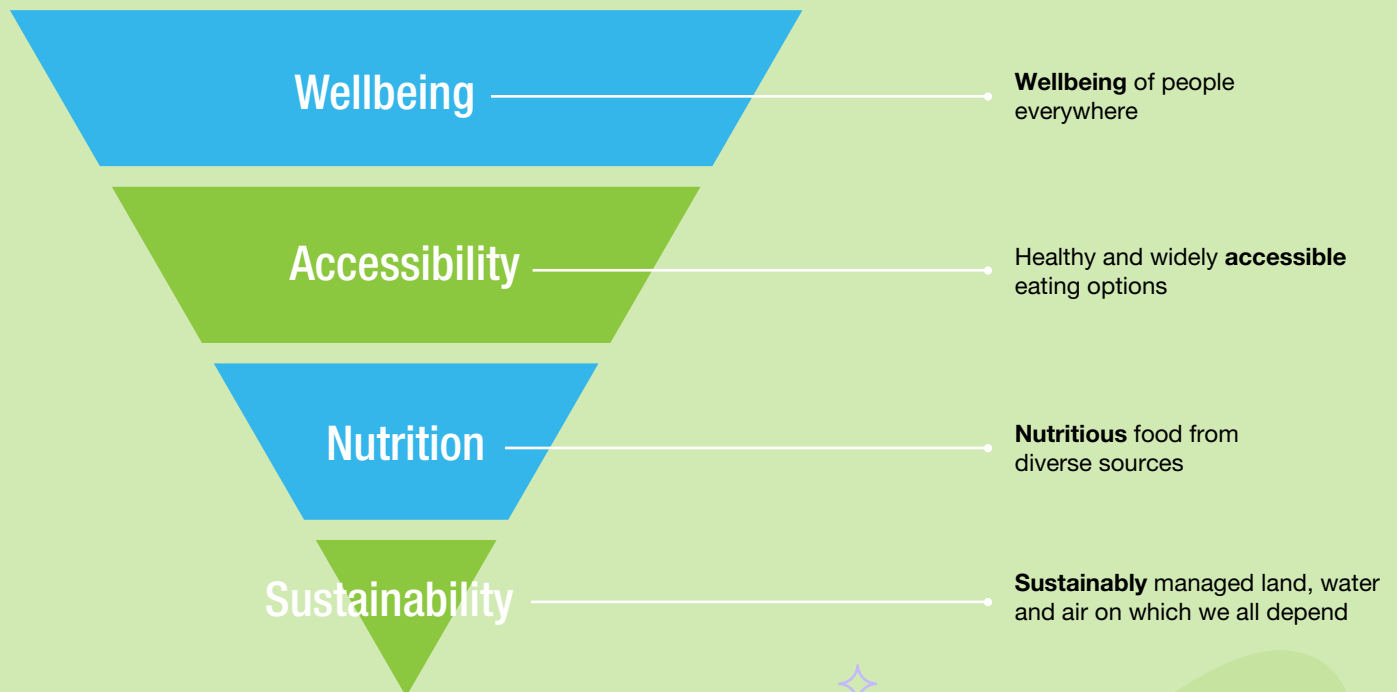 Wellbeing
Wellbeing of people
everywhere
Accessibility
Healthy and widely accessible
eating options
Nutrition
Nutritious food from
diverse sources
Sustainability
Sustainably managed land, water
and air on which we all depend